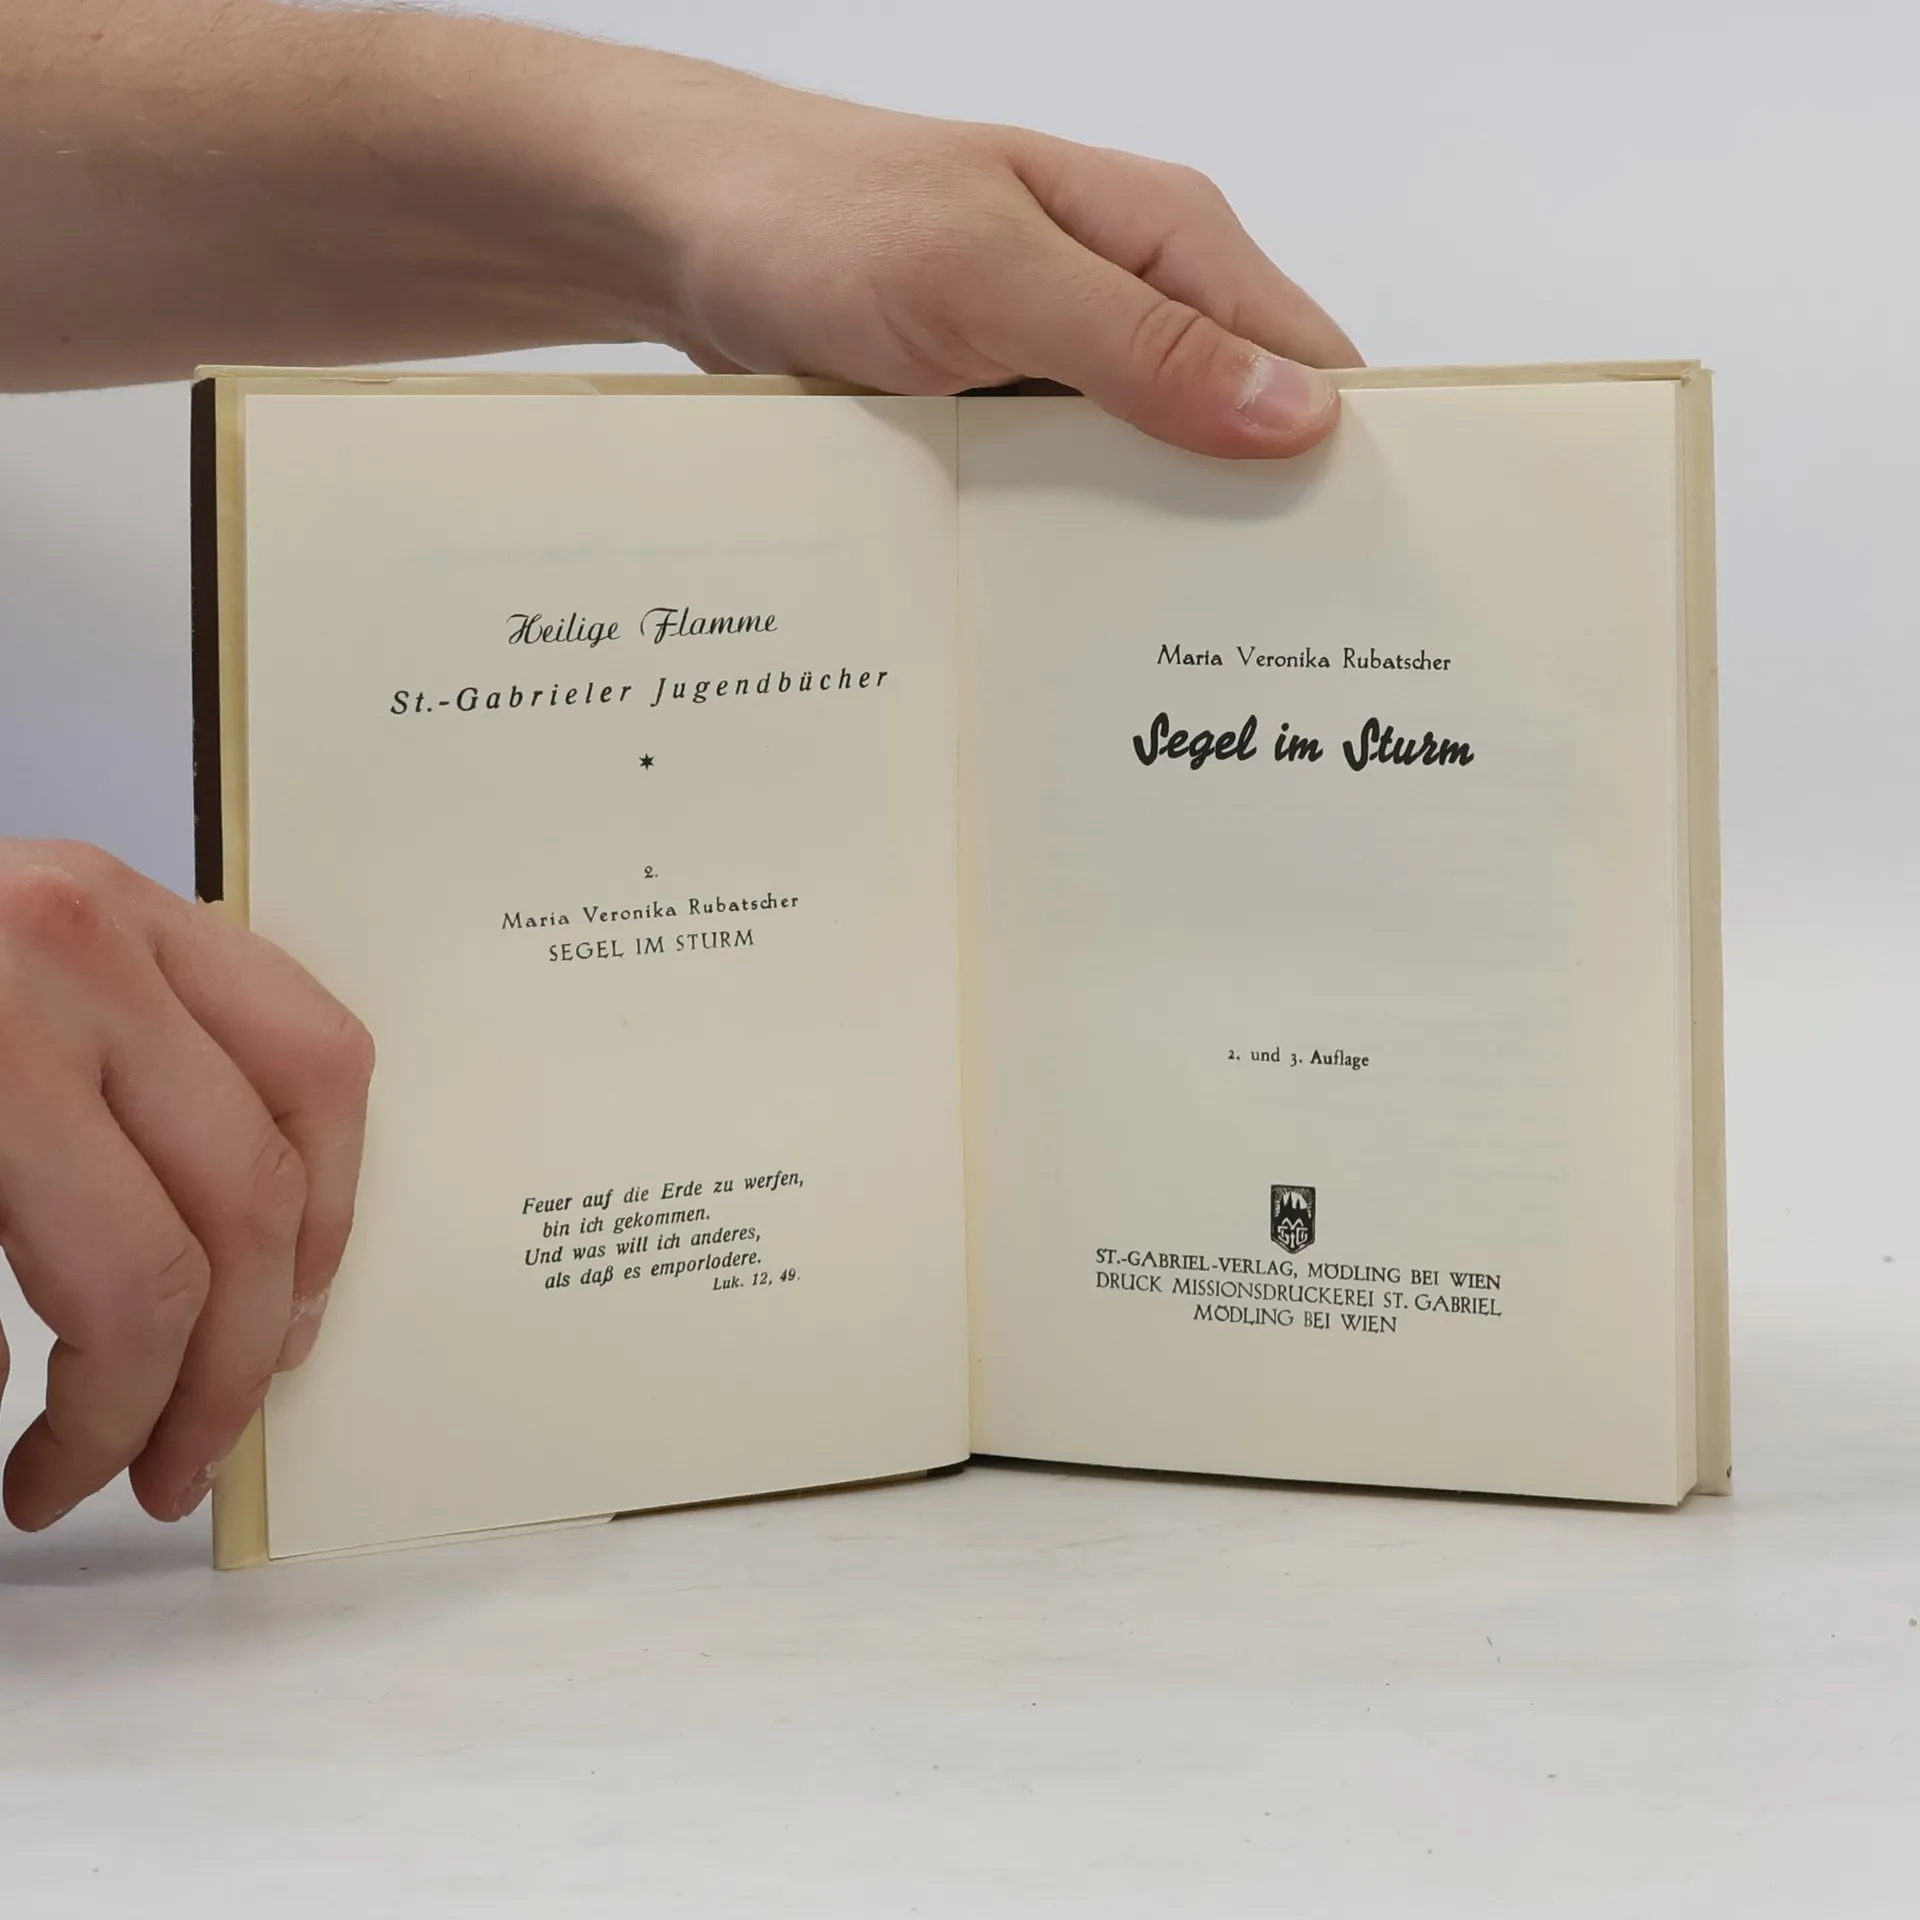 Heilige Flamme
St.-Gabrieler Jugendbücher
2.
Maria Veronika Rubatscher
SEGEL IM STURM
Feuer auf die Erde zu werfen,
bin ich gekommen.
Und was will ich anderes,
als daß es emporlodere.
Luk. 12, 49.
Maria Veronika Rubatscher
Segel im Sturm
2. und 3. Auflage
ST.-GABRIEL-VERLAG, MÖDLING BEI WIEN
DRUCK MISSIONSDRUCKEREI ST. GABRIEL
MÖDLING BEI WIEN